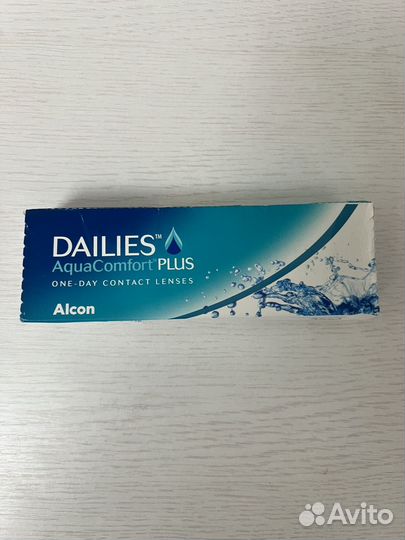 DAILIES™
AquaComfort® PLUS
ONE-DAY CONTACT LENSES
Alcon
Avito